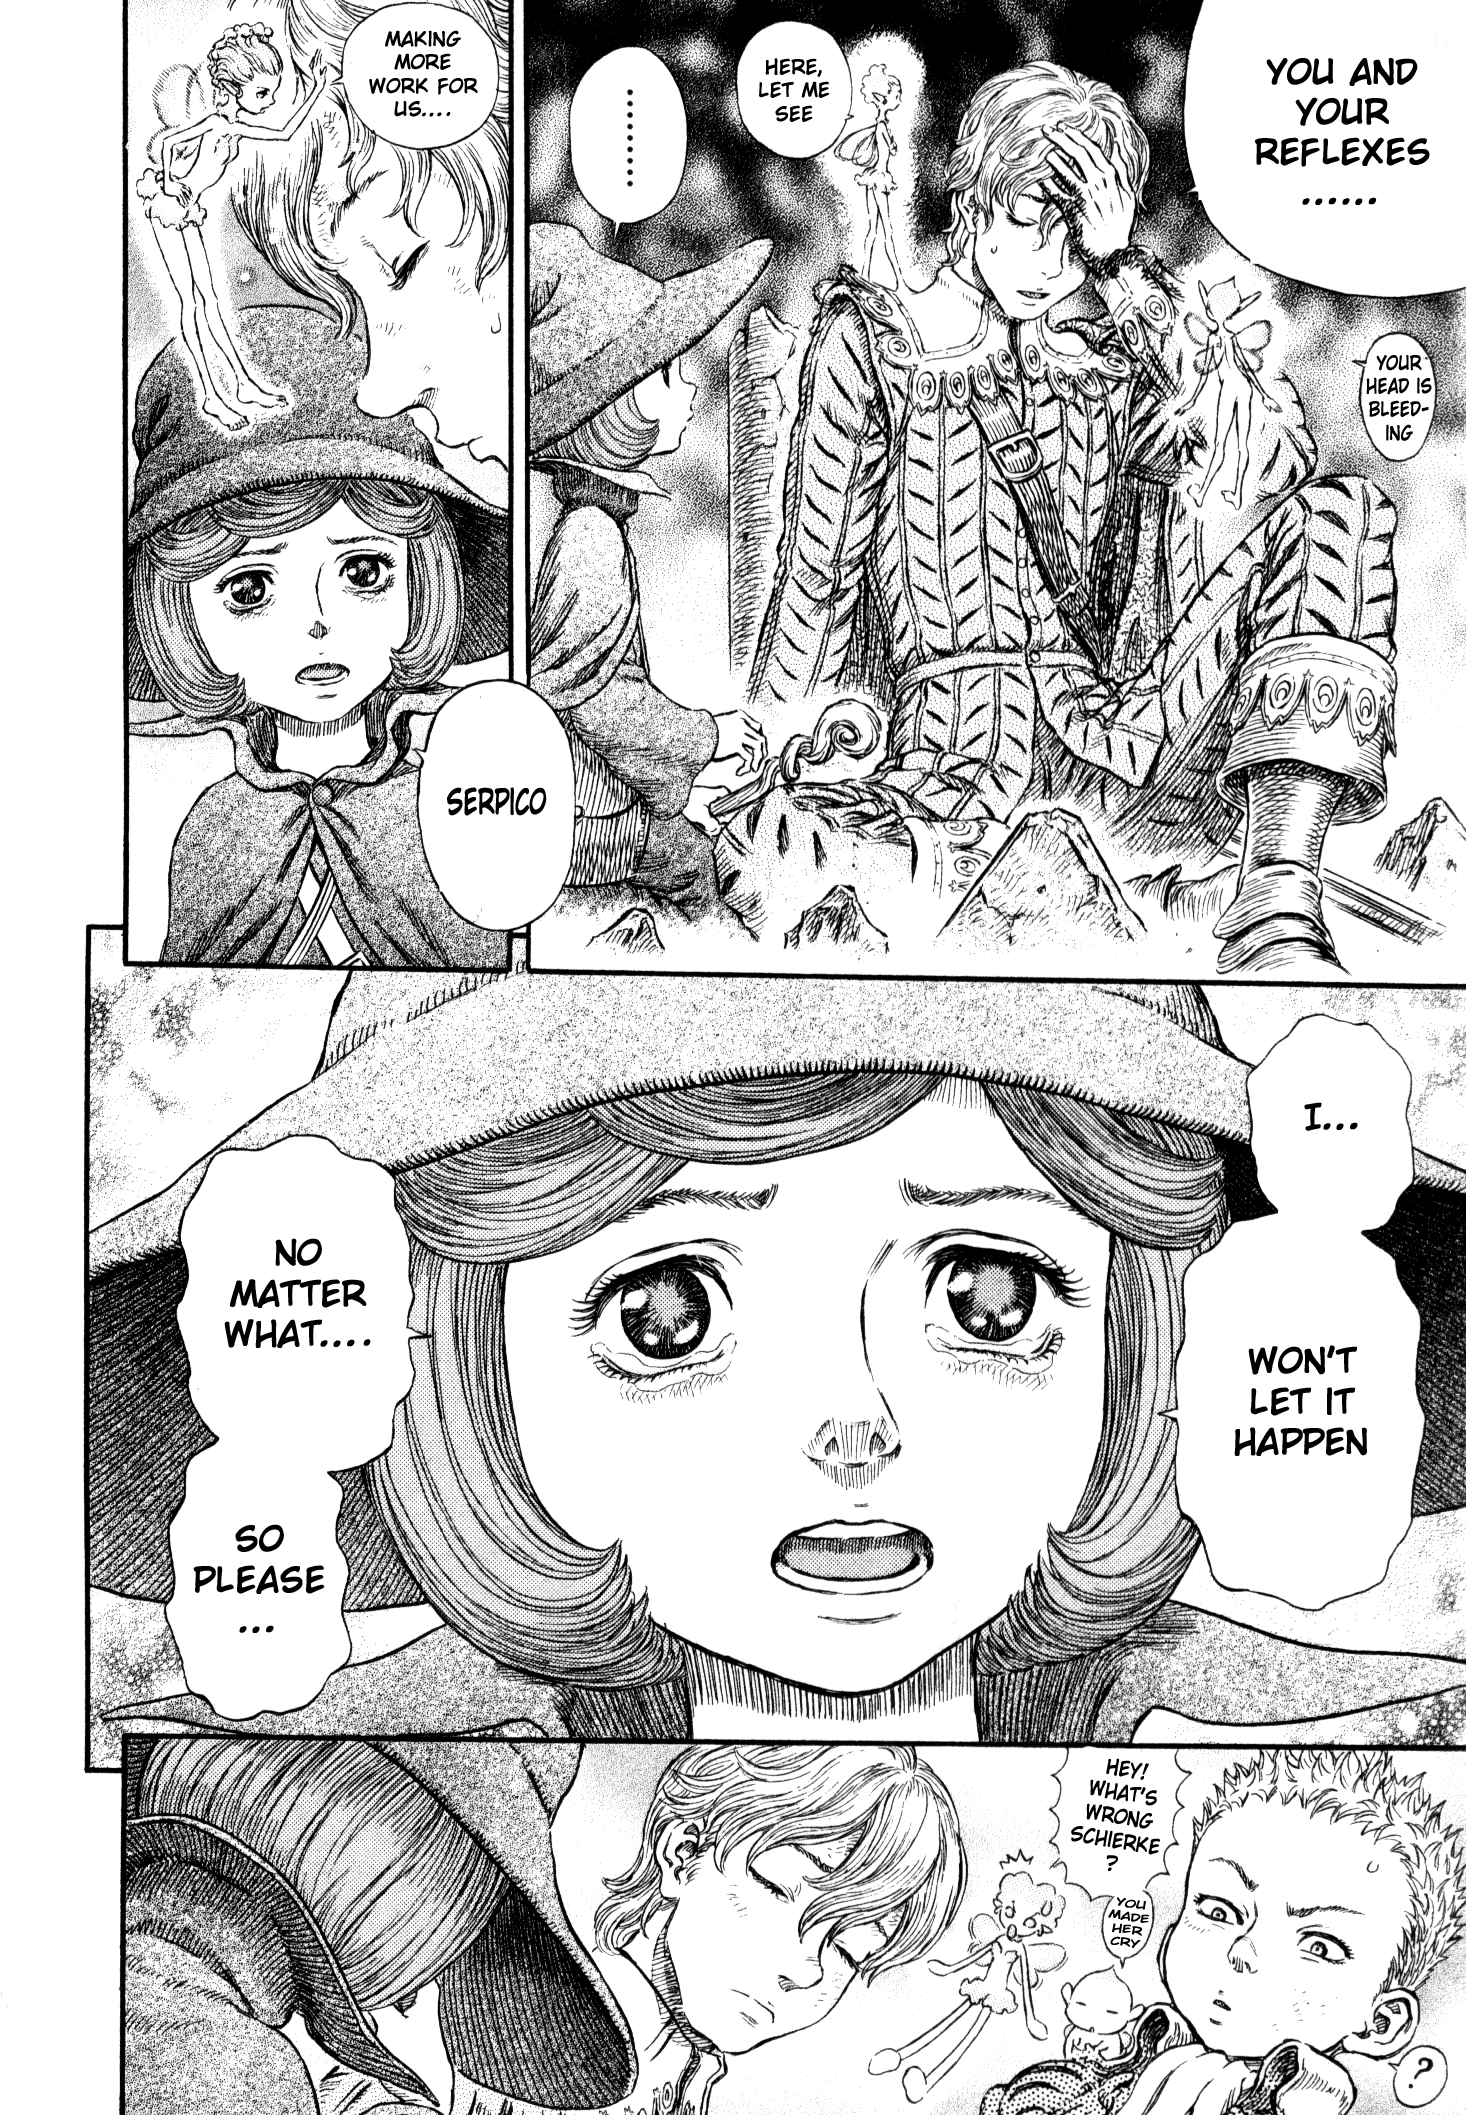 YOU AND
YOUR
REFLEXES
......
HERE,
LET ME
SEE
YOUR
HEAD IS
BLEED-
ING
........
MAKING
MORE
WORK FOR
US....
SERPICO
I...
WON'T
LET IT
HAPPEN
NO
MATTER
WHAT....
SO
PLEASE
...
HEY!
WHAT'S
WRONG
SCHIERKE
?
YOU
MADE
HER
CRY
?